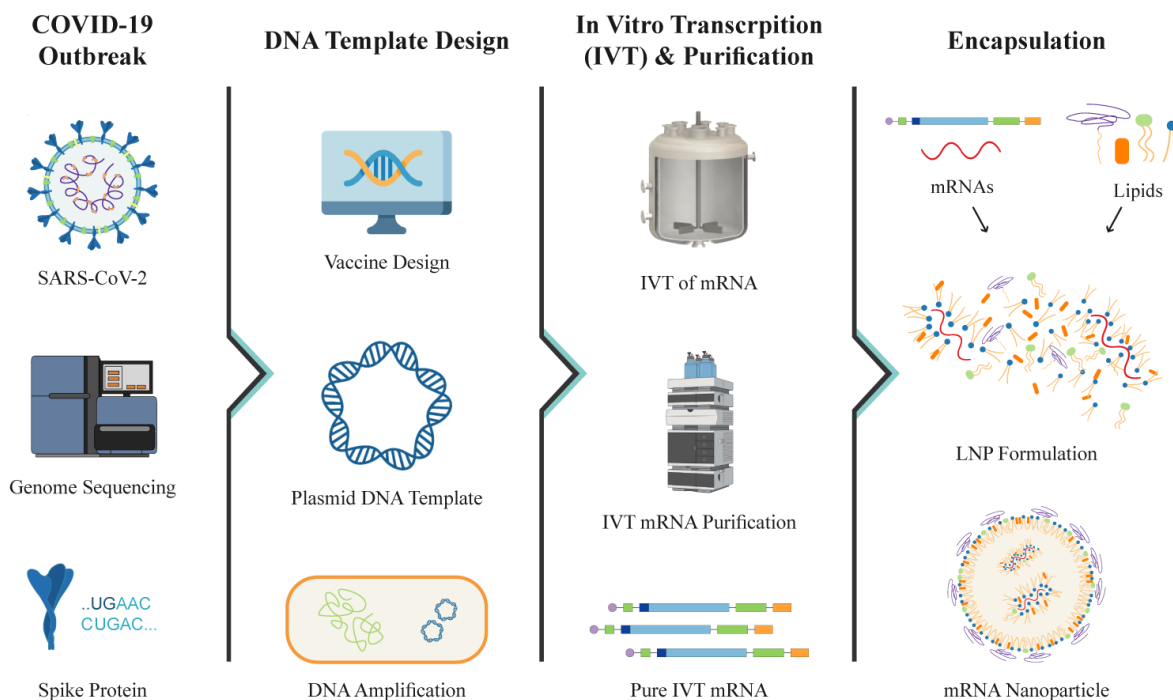 COVID-19
Outbreak
SARS-CoV-2
Genome Sequencing
..UGAAC
CUGAC...
Spike Protein
DNA Template Design
Vaccine Design
Plasmid DNA Template
DNA Amplification
In Vitro Transcrpition
(IVT) & Purification
IVT of mRNA
IVT mRNA Purification
Pure IVT mRNA
Encapsulation
mRNAs
Lipids
LNP Formulation
mRNA Nanoparticle